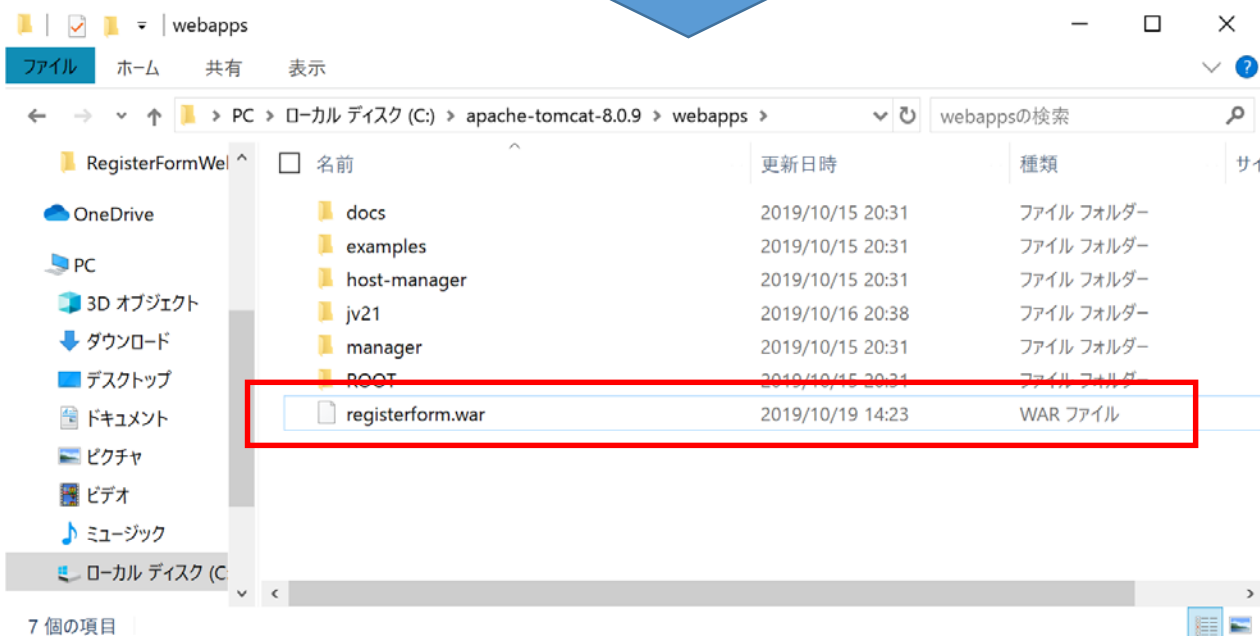 webapps
ファイル ホーム 共有 表示
PC > ローカル ディスク (C:) > apache-tomcat-8.0.9 > webapps > webappsの検索
RegisterFormWel
OneDrive
PC
3D オブジェクト
ダウンロード
デスクトップ
ドキュメント
ピクチャ
ビデオ
ミュージック
ローカル ディスク (C:
名前 更新日時 種類 サイ
docs 2019/10/15 20:31 ファイル フォルダー
examples 2019/10/15 20:31 ファイル フォルダー
host-manager 2019/10/15 20:31 ファイル フォルダー
jv21 2019/10/16 20:38 ファイル フォルダー
manager 2019/10/15 20:31 ファイル フォルダー
ROOT 2019/10/15 20:31 ファイル フォルダー
registerform.war 2019/10/19 14:23 WAR ファイル
7 個の項目